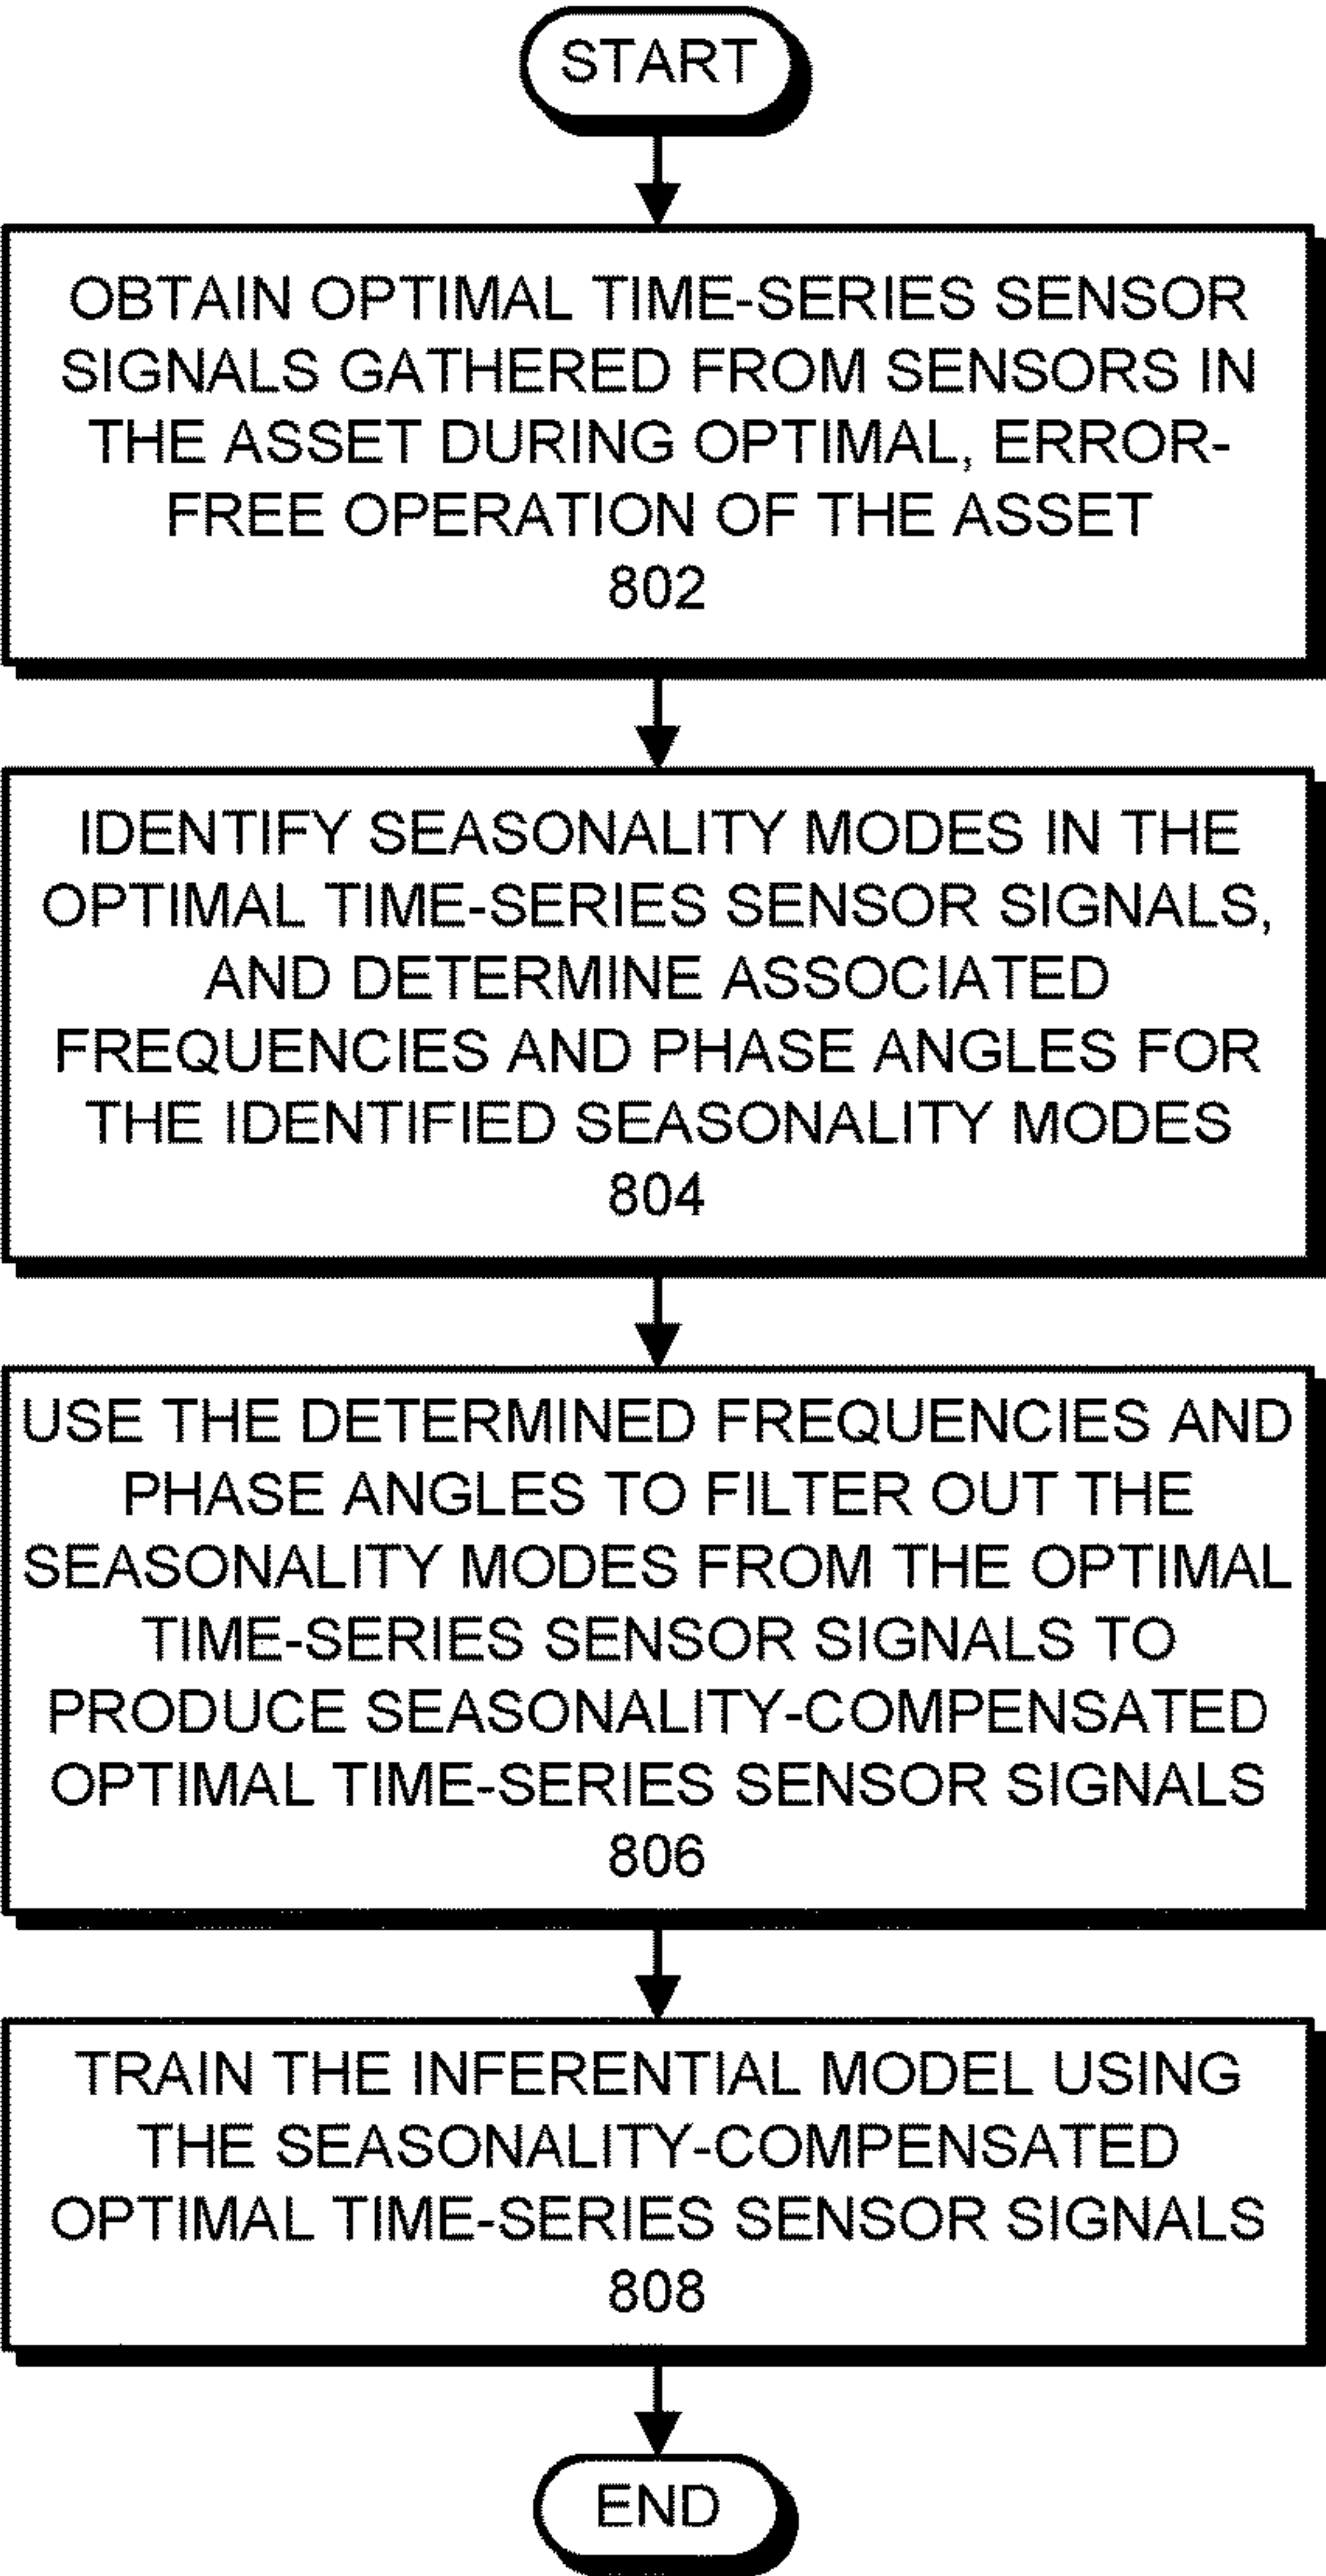 START
OBTAIN OPTIMAL TIME-SERIES SENSOR
SIGNALS GATHERED FROM SENSORS IN
THE ASSET DURING OPTIMAL, ERROR-
FREE OPERATION OF THE ASSET
802
IDENTIFY SEASONALITY MODES IN THE
OPTIMAL TIME-SERIES SENSOR SIGNALS,
AND DETERMINE ASSOCIATED
FREQUENCIES AND PHASE ANGLES FOR
THE IDENTIFIED SEASONALITY MODES
804
USE THE DETERMINED FREQUENCIES AND
PHASE ANGLES TO FILTER OUT THE
SEASONALITY MODES FROM THE OPTIMAL
TIME-SERIES SENSOR SIGNALS TO
PRODUCE SEASONALITY-COMPENSATED
OPTIMAL TIME-SERIES SENSOR SIGNALS
806
TRAIN THE INFERENTIAL MODEL USING
THE SEASONALITY-COMPENSATED
OPTIMAL TIME-SERIES SENSOR SIGNALS
808
END